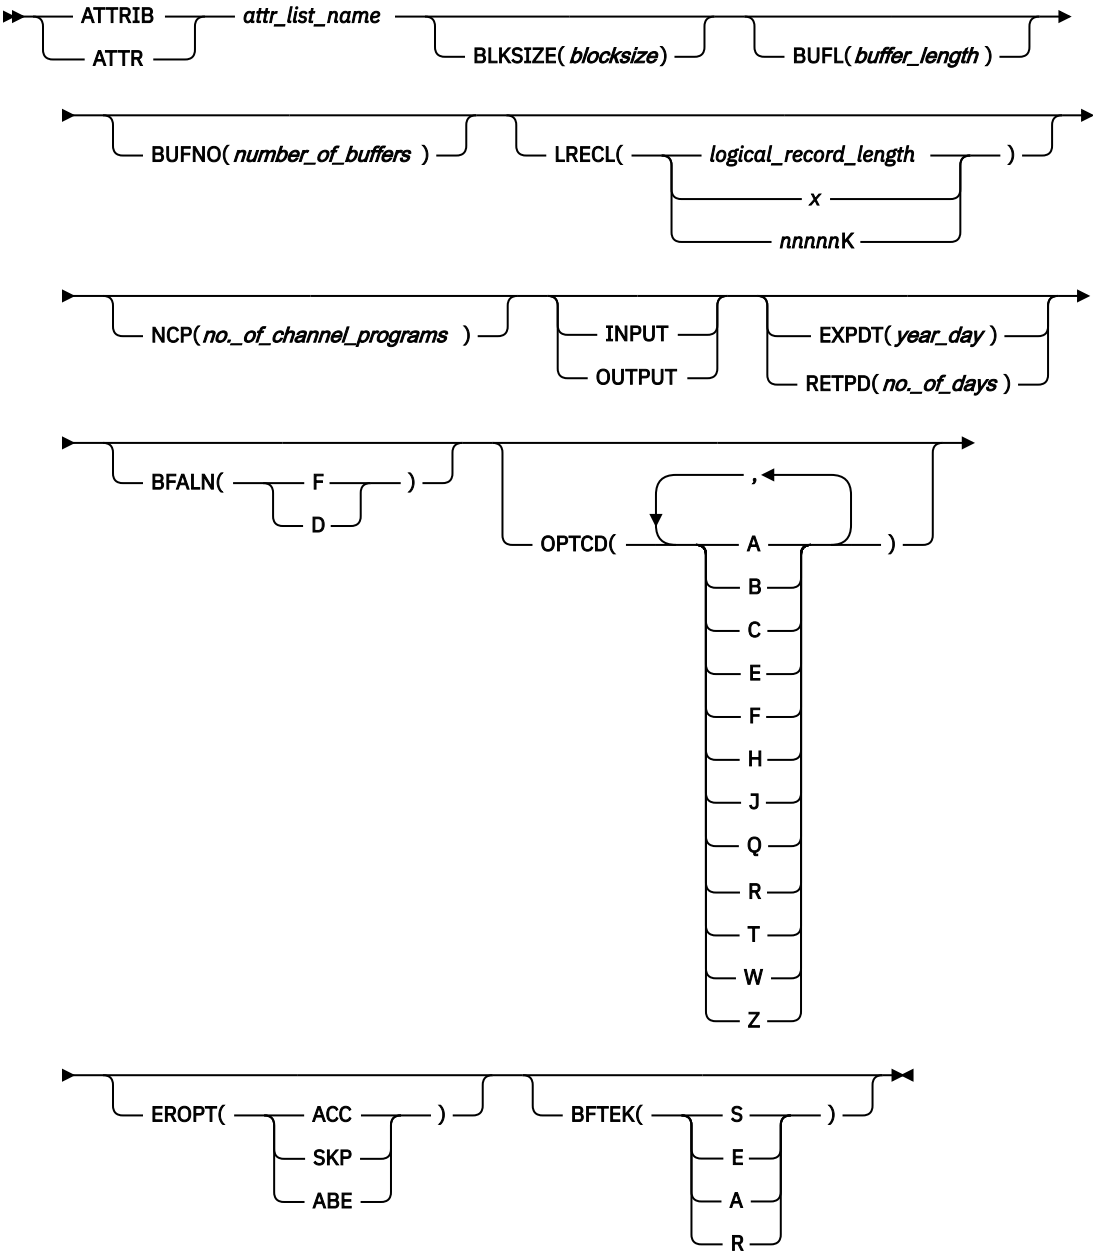 ATTRIB attr_list_name
ATTR BLKSIZE( blocksize) BUFL( buffer_length )
BUFNO( number_of_buffers ) LRECL( logical_record_length )
x
nnnnnK
NCP( no._of_channel_programs ) INPUT EXPDT( year_day )
OUTPUT RETPD( no._of_days )
,
BFALN( F )
D
OPTCD( A )
B
C
E
F
H
J
Q
R
T
W
Z
EROPT( ACC ) BFTEK( S )
SKP E
ABE A
R